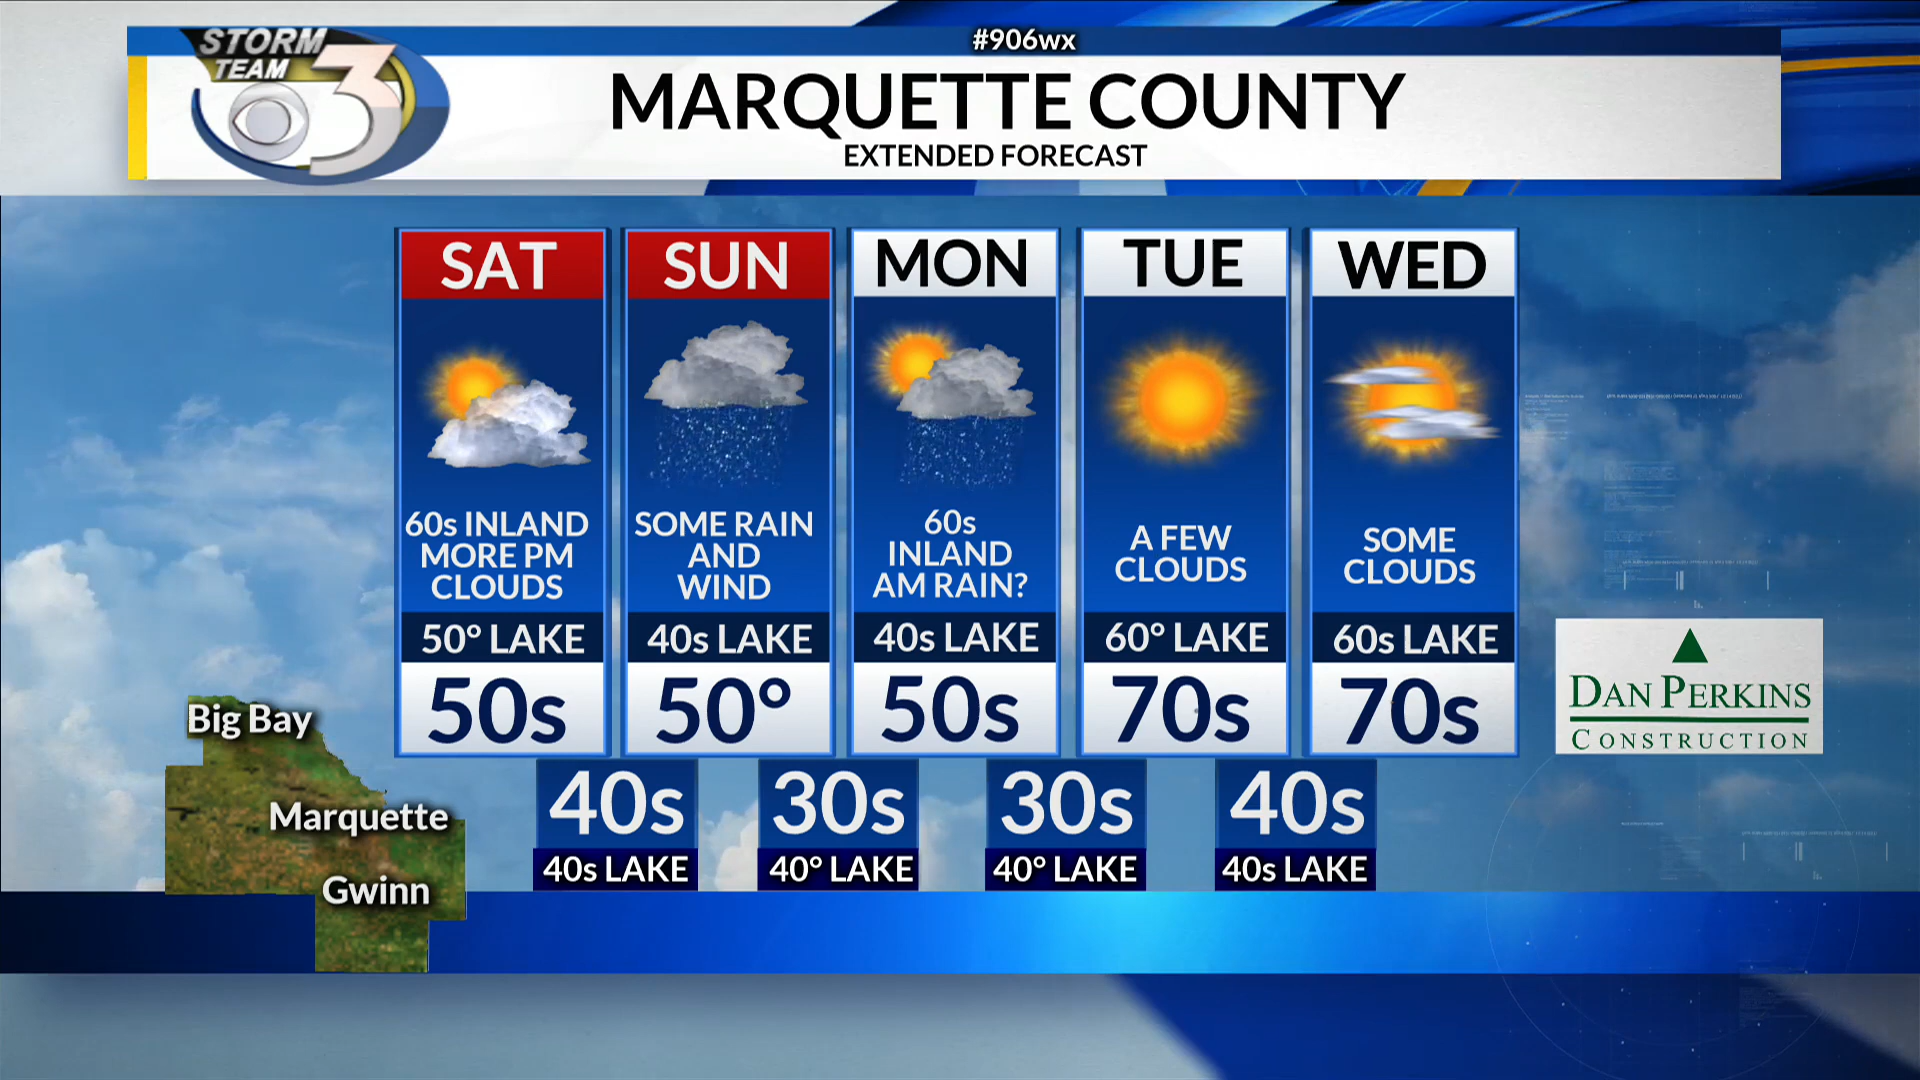 #906wx
STORM
TEAM
3
MARQUETTE COUNTY
EXTENDED FORECAST
SAT
60s INLAND
MORE PM
CLOUDS
50° LAKE
50s
SUN
SOME RAIN
AND
WIND
40s LAKE
50°
MON
60s
INLAND
AM RAIN?
40s LAKE
50s
TUE
A FEW
CLOUDS
60° LAKE
70s
WED
SOME
CLOUDS
60s LAKE
70s
40s
40s LAKE
30s
40° LAKE
30s
40° LAKE
40s
40s LAKE
Big Bay
Marquette
Gwinn
DAN PERKINS
CONSTRUCTION